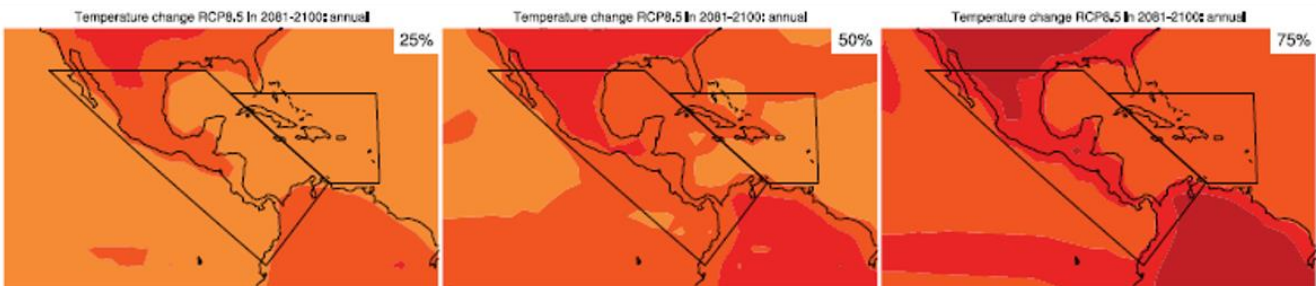 Temperature change RCP8.5 in 2081-2100: annual
25%
Temperature change RCP8.5 in 2081-2100: annual
50%
Temperature change RCP8.5 in 2081-2100: annual
75%